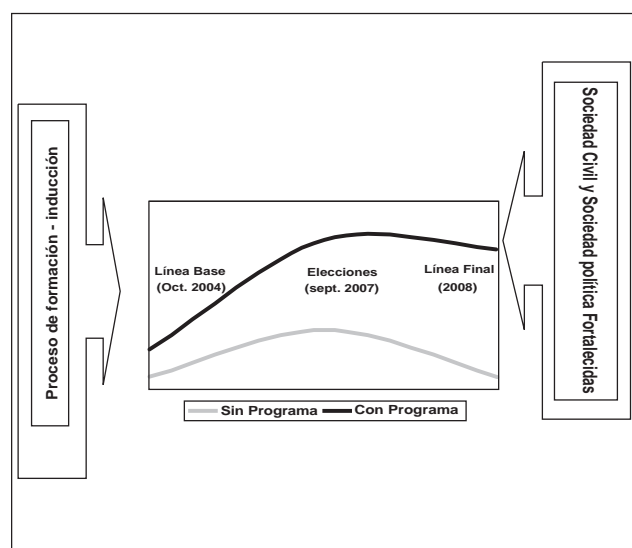 Proceso de formación - inducción
Línea Base
(Oct. 2004)
Elecciones
(sept. 2007)
Línea Final
(2008)
Sin Programa
Con Programa
Sociedad Civil y Sociedad política Fortalecidas